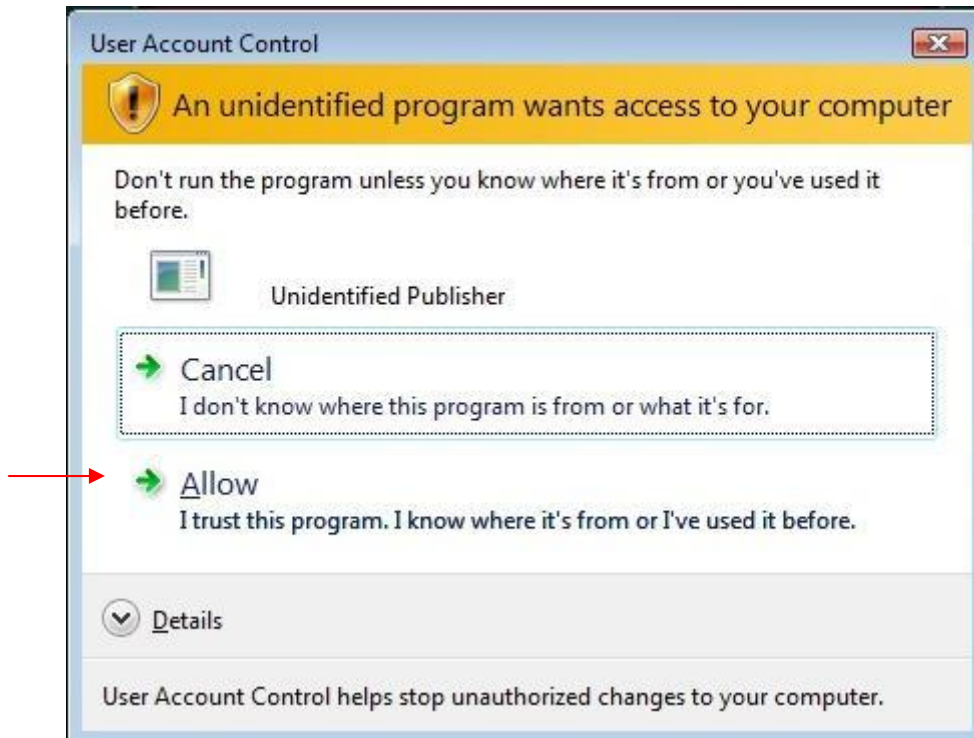 User Account Control
An unidentified program wants access to your computer
Don't run the program unless you know where it's from or you've used it
before.
Unidentified Publisher
Cancel
I don't know where this program is from or what it's for.
Allow
I trust this program. I know where it's from or I've used it before.
Details
User Account Control helps stop unauthorized changes to your computer.